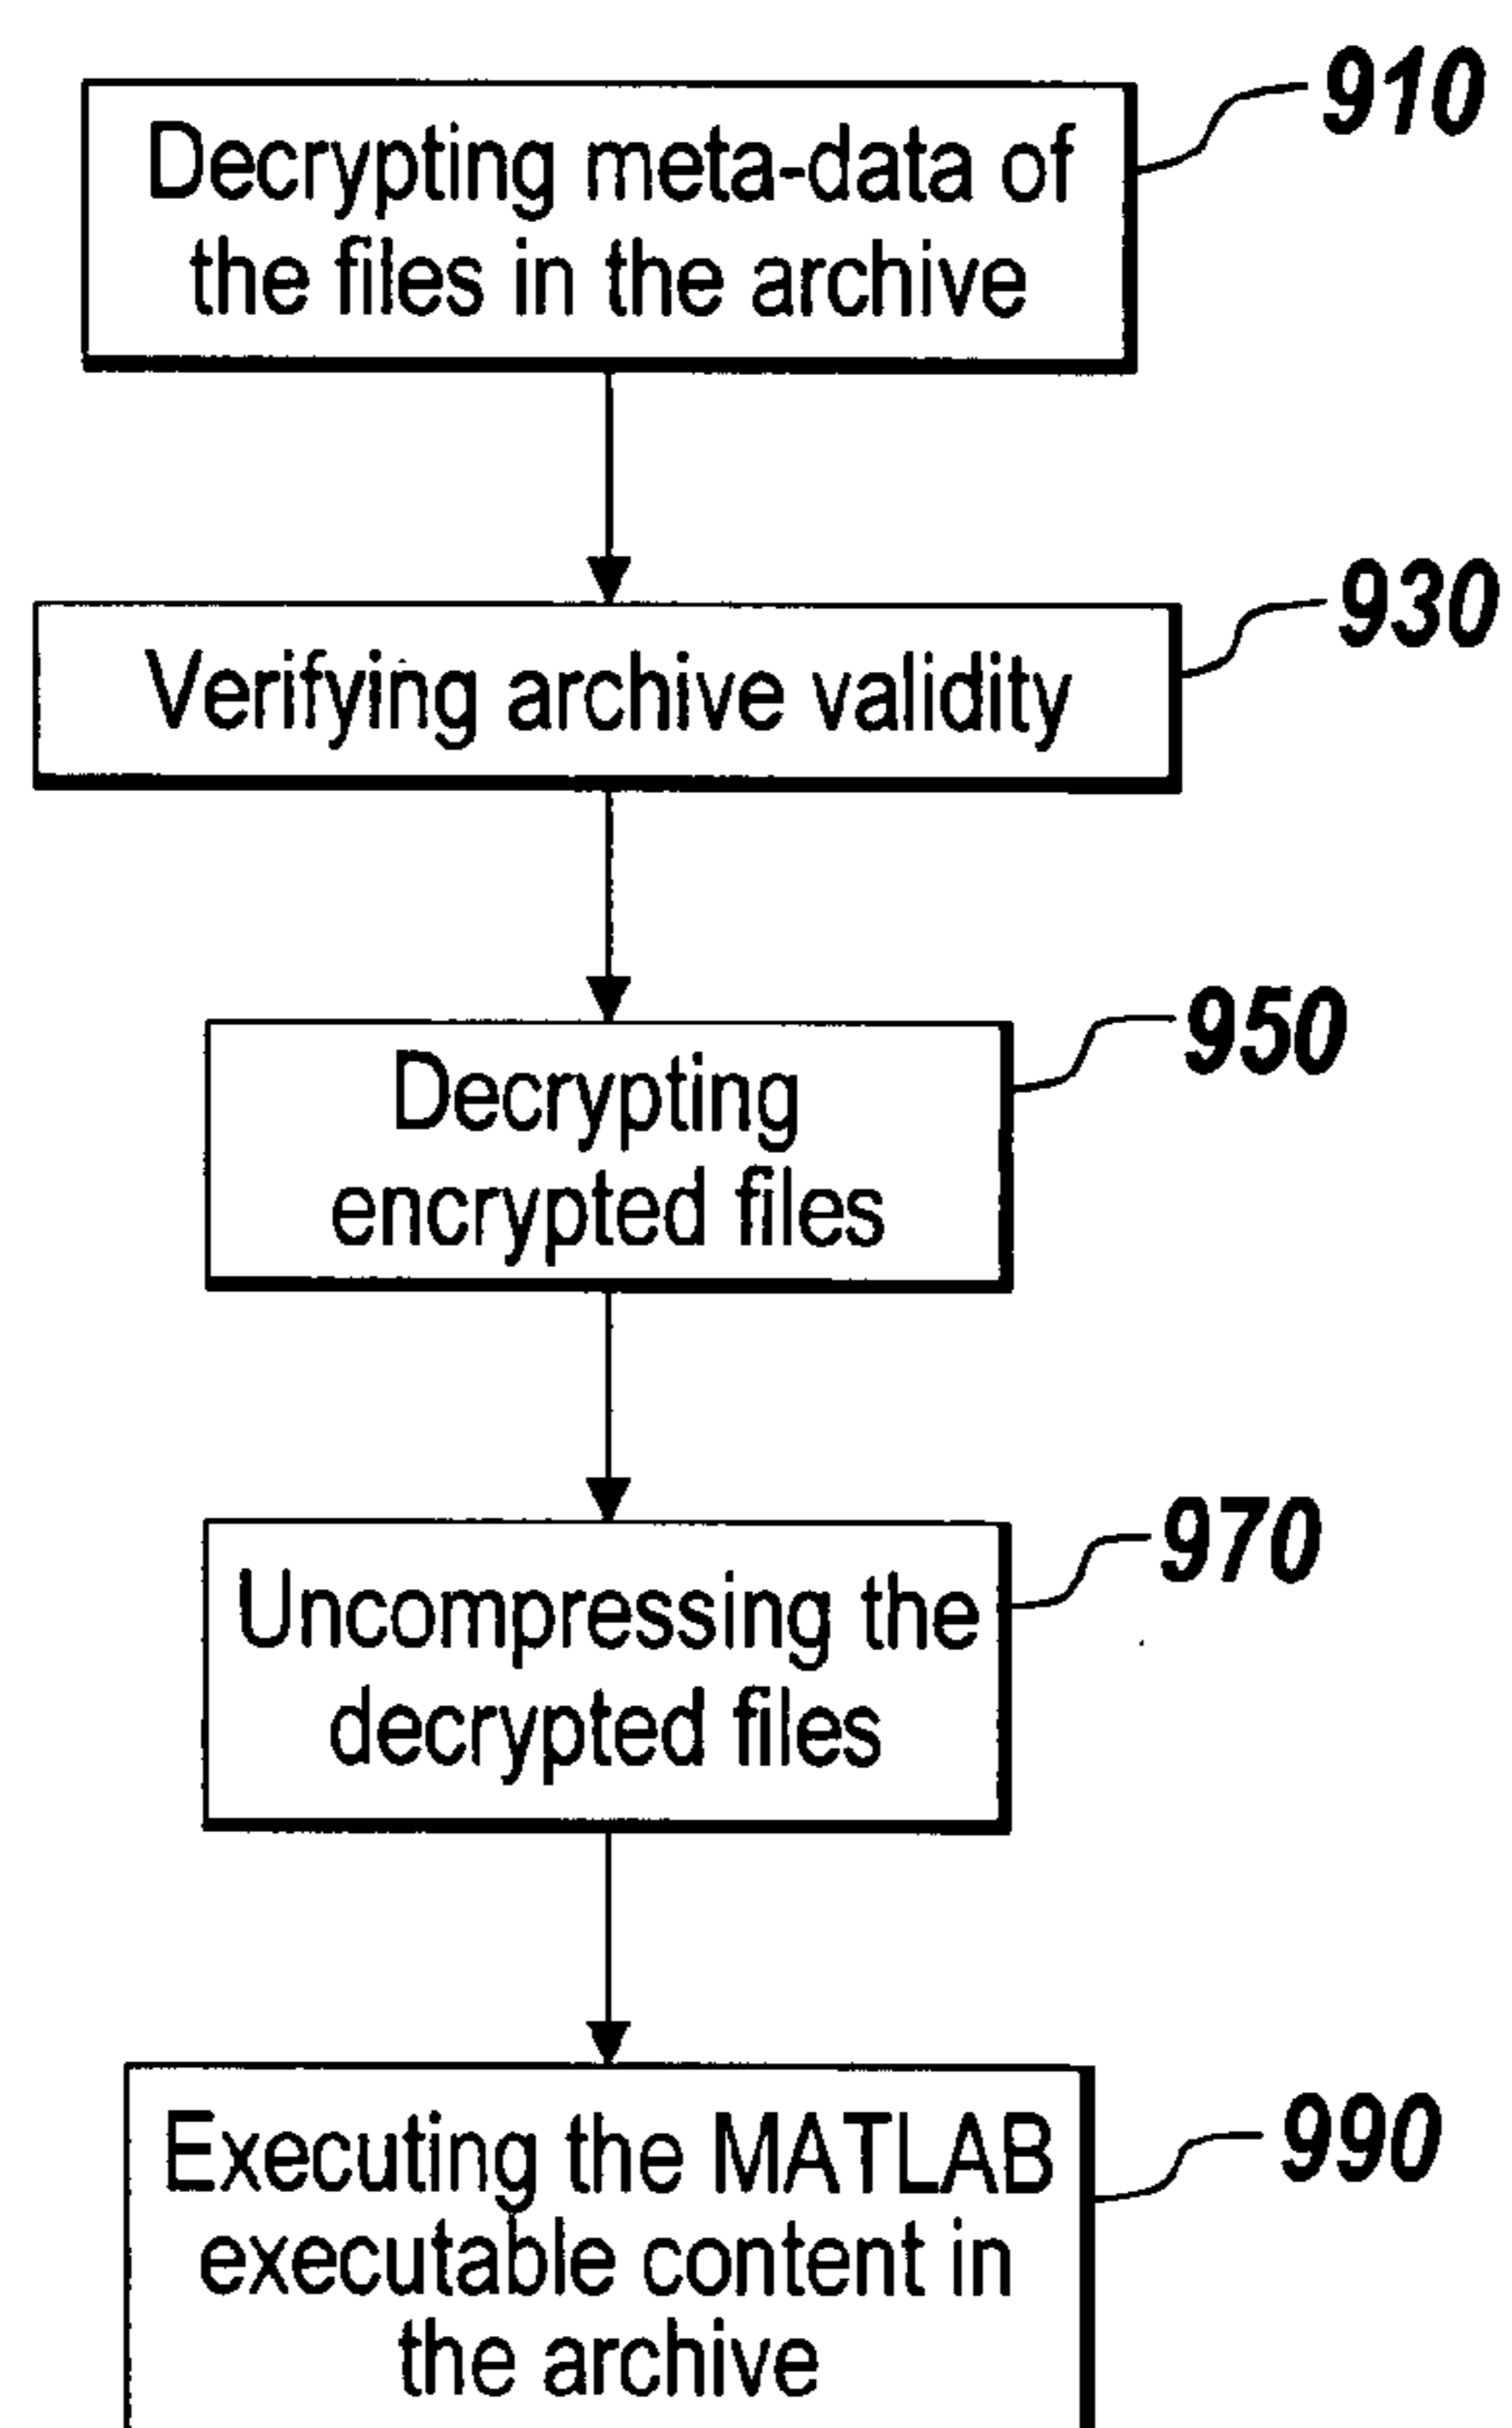 910
Decrypting meta-data of
the files in the archive
930
Verifying archive validity
950
Decrypting
encrypted files
970
Uncompressing the
decrypted files
990
Executing the MATLAB
executable content in
the archive